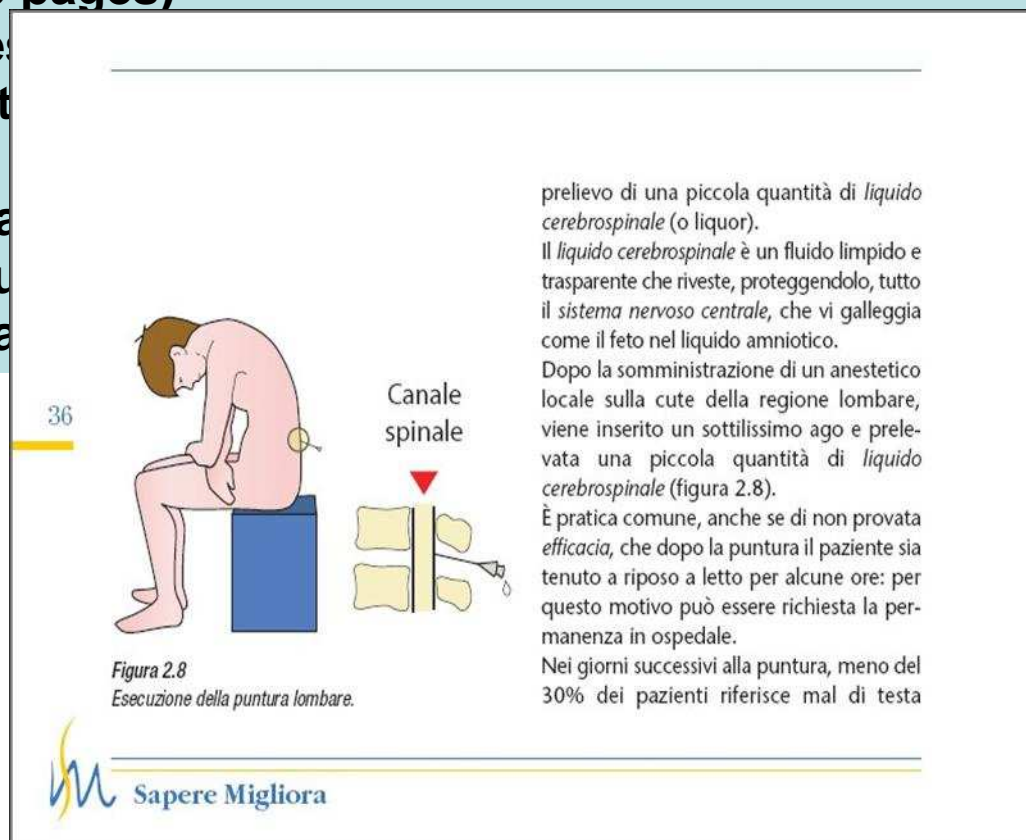 pages)
36
Canale
spinale
Figura 2.8
Esecuzione della puntura lombare.
prelievo di una piccola quantità di liquido
cerebrospinale (o liquor).
Il liquido cerebrospinale è un fluido limpido e
trasparente che riveste, proteggendolo, tutto
il sistema nervoso centrale, che vi galleggia
come il feto nel liquido amniotico.
Dopo la somministrazione di un anestetico
locale sulla cute della regione lombare,
viene inserito un sottilissimo ago e prele-
vata una piccola quantità di liquido
cerebrospinale (figura 2.8).
È pratica comune, anche se di non provata
efficacia, che dopo la puntura il paziente sia
tenuto a riposo a letto per alcune ore: per
questo motivo può essere richiesta la per-
manenza in ospedale.
Nei giorni successivi alla puntura, meno del
30% dei pazienti riferisce mal di testa
Sapere Migliora